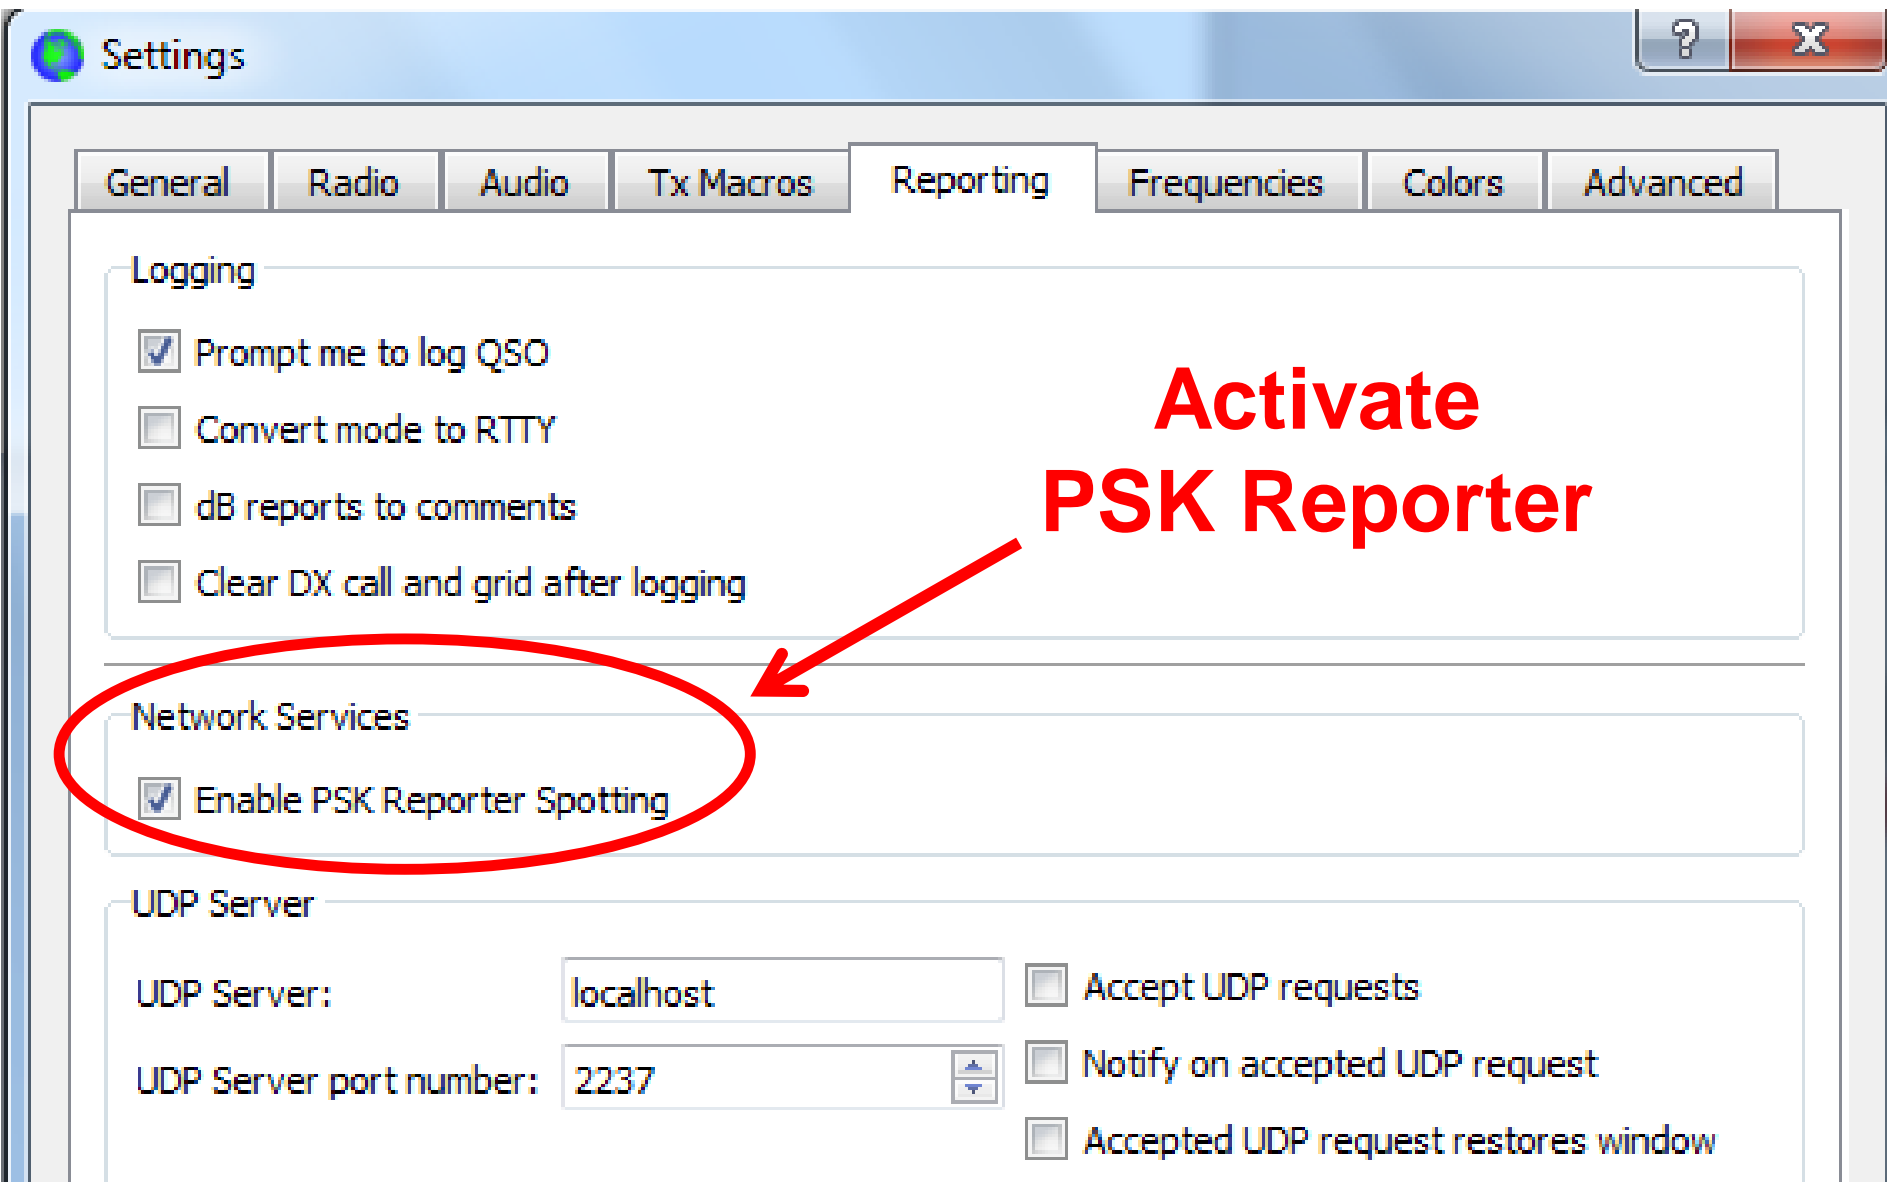 Settings
?
General Radio Audio Tx Macros Reporting Frequencies Colors Advanced
Logging
Prompt me to log QSO
Convert mode to RTTY
dB reports to comments
Clear DX call and grid after logging
Activate
PSK Reporter
Network Services
Enable PSK Reporter Spotting
UDP Server
UDP Server: localhost
Accept UDP requests
UDP Server port number: 2237
Notify on accepted UDP request
Accepted UDP request restores window